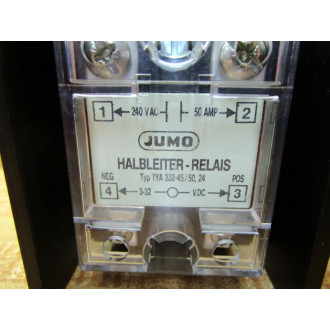 1 240 VAC 50 AMP 2
JUMO
HALBLEITER-RELAIS
Typ TYA 332-45/50, 24
NEG POS
4 3-32 V.DC 3